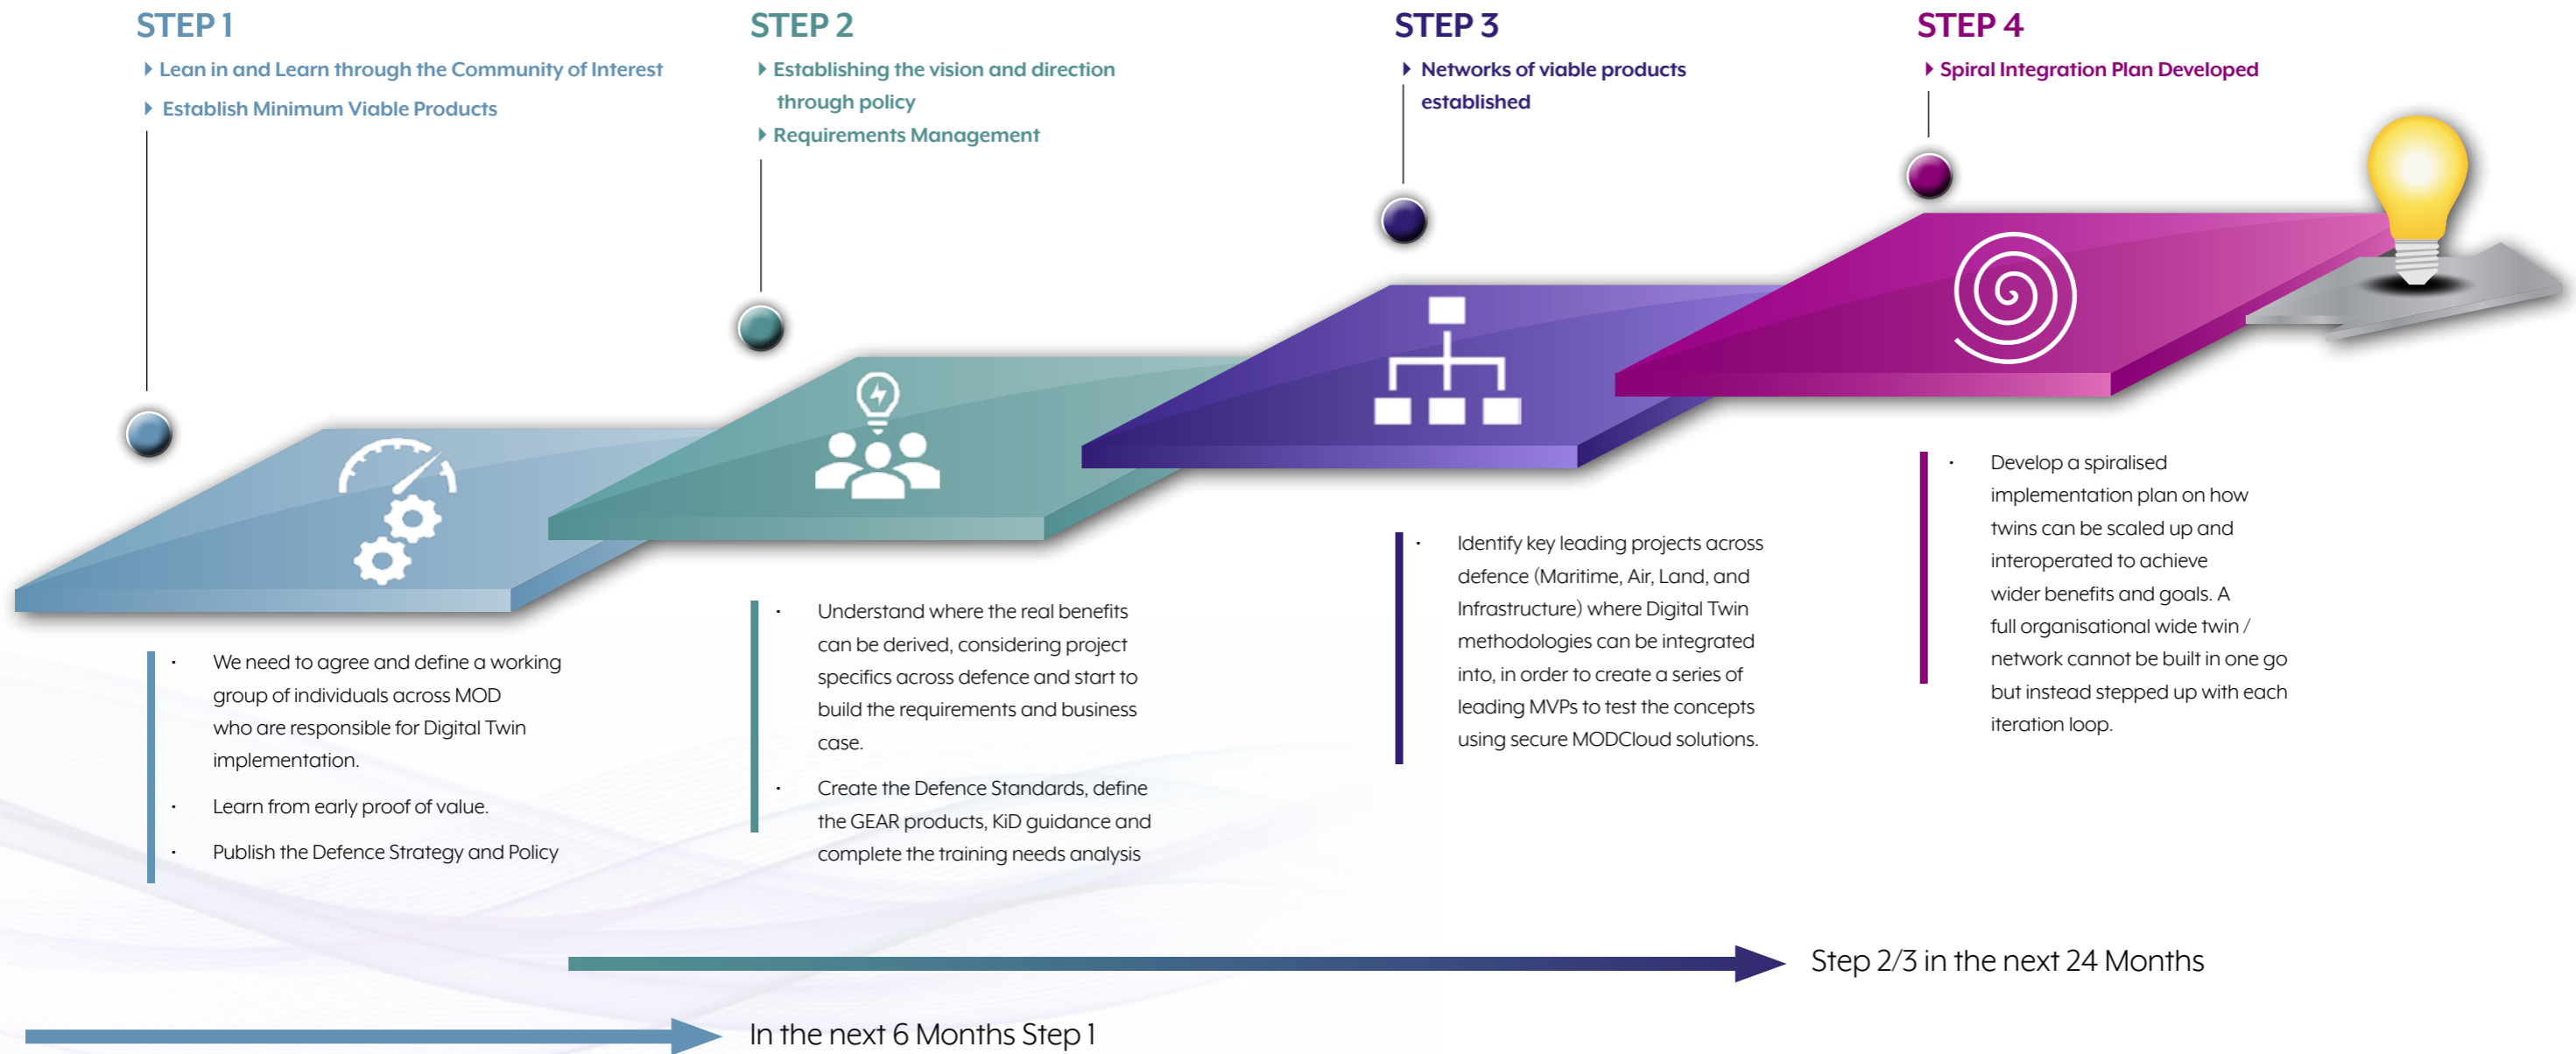 STEP 1
Lean in and Learn through the Community of Interest
Establish Minimum Viable Products
STEP 2
Establishing the vision and direction
through policy
Requirements Management
STEP 3
Networks of viable products
established
STEP 4
Spiral Integration Plan Developed
• We need to agree and define a working
group of individuals across MOD
who are responsible for Digital Twin
implementation.
• Learn from early proof of value.
• Publish the Defence Strategy and Policy
• Understand where the real benefits
can be derived, considering project
specifics across defence and start to
build the requirements and business
case.
• Create the Defence Standards, define
the GEAR products, KiD guidance and
complete the training needs analysis
• Identify key leading projects across
defence (Maritime, Air, Land, and
Infrastructure) where Digital Twin
methodologies can be integrated
into, in order to create a series of
leading MVPs to test the concepts
using secure MODCloud solutions.
• Develop a spiralised
implementation plan on how
twins can be scaled up and
interoperated to achieve
wider benefits and goals. A
full organisational wide twin /
network cannot be built in one go
but instead stepped up with each
iteration loop.
Step 2/3 in the next 24 Months
In the next 6 Months Step 1